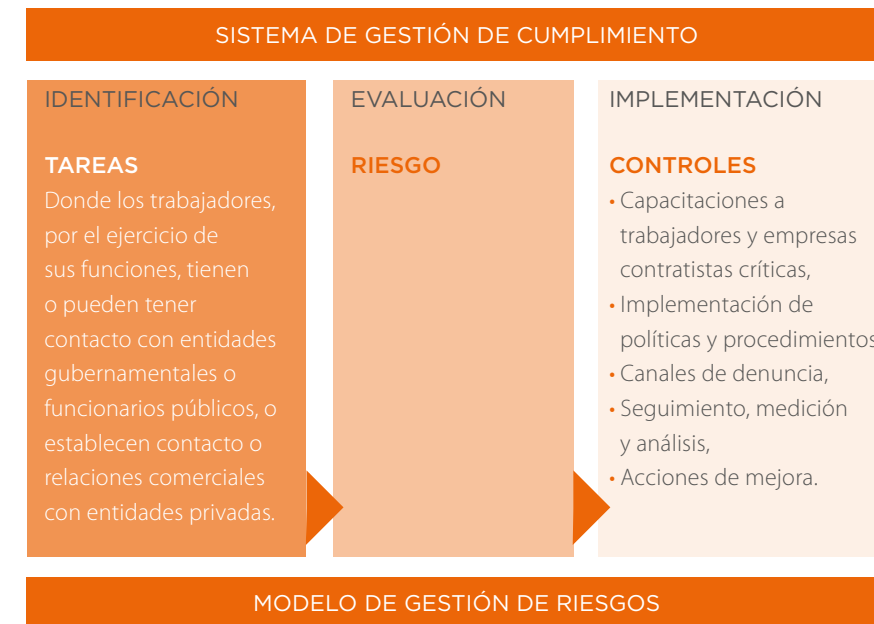 SISTEMA DE GESTIÓN DE CUMPLIMIENTO
IDENTIFICACIÓN
TAREAS
Donde los trabajadores,
por el ejercicio de
sus funciones, tienen
o pueden tener
contacto con entidades
gubernamentales o
funcionarios públicos, o
establecen contacto o
relaciones comerciales
con entidades privadas.
EVALUACIÓN
RIESGO
IMPLEMENTACIÓN
CONTROLES
• Capacitaciones a
trabajadores y empresas
contratistas críticas,
• Implementación de
políticas y procedimientos
• Canales de denuncia,
• Seguimiento, medición
y análisis,
• Acciones de mejora.
MODELO DE GESTIÓN DE RIESGOS